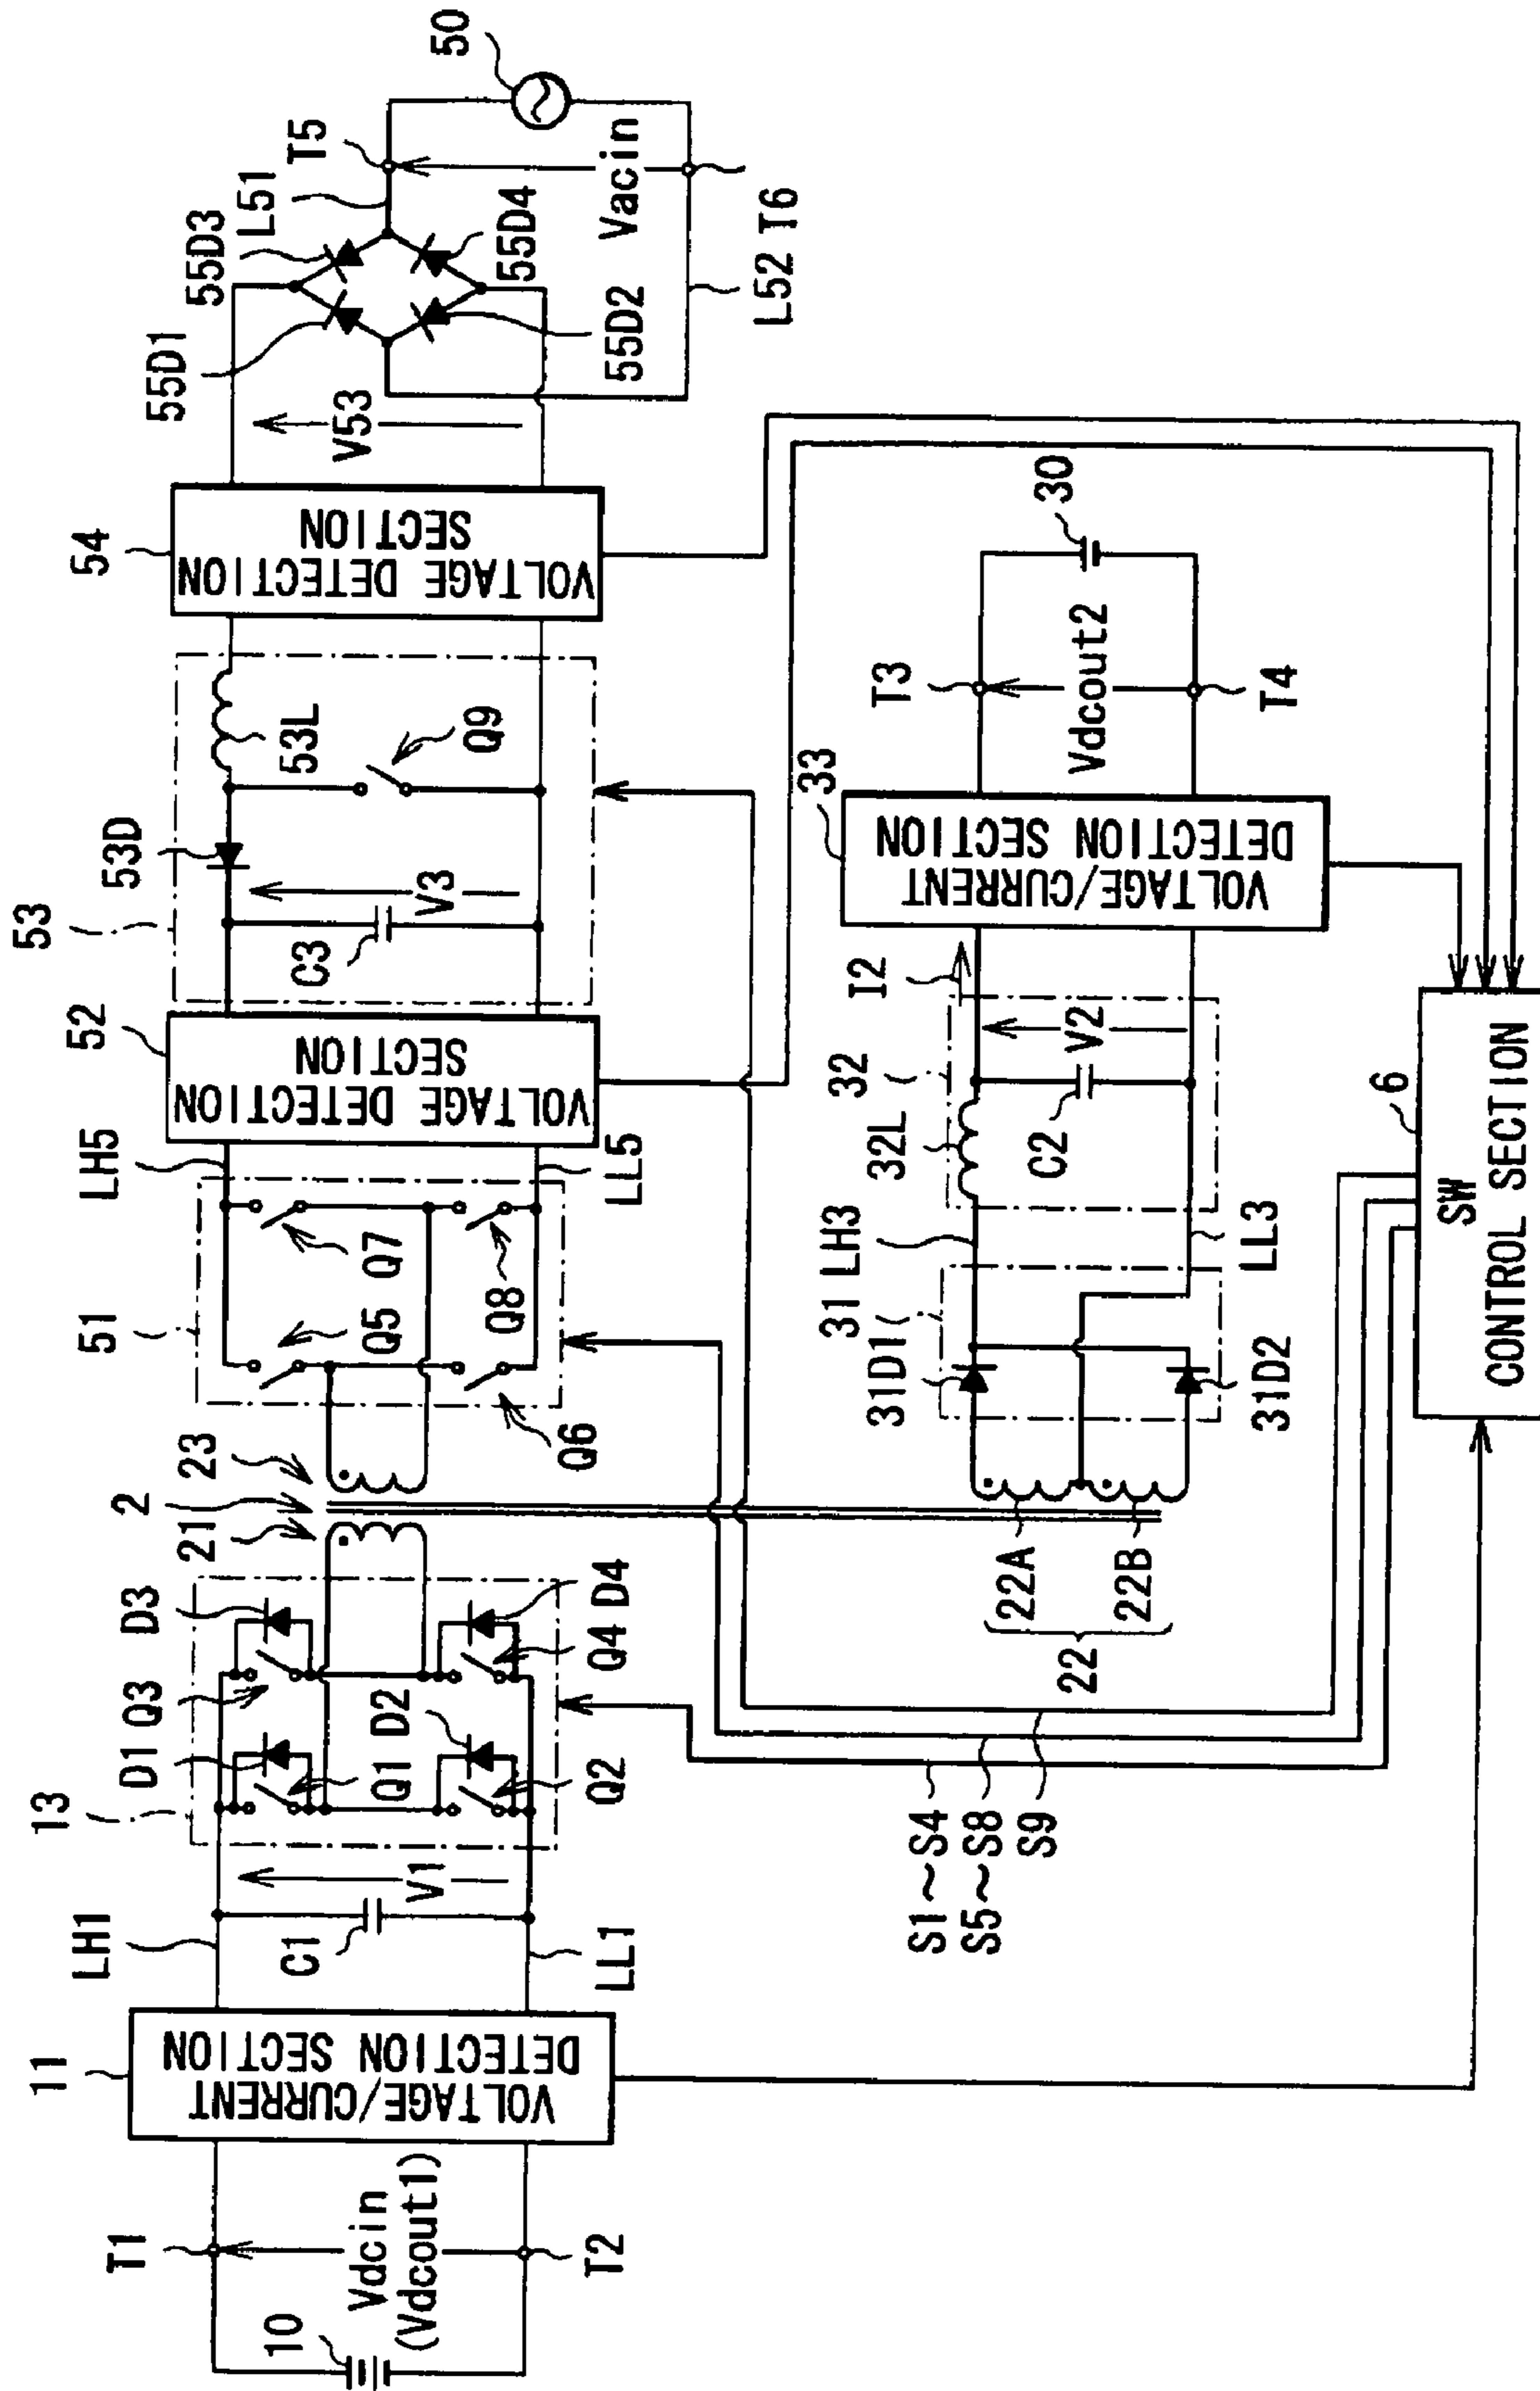 10
T1
Vdcin
(Vdcout1)
T2
11
VOLTAGE/CURRENT
DETECTION SECTION
LH1
C1
LL1
V1
13
D1
Q3
D3
Q1
D2
Q2
Q4
D4
21
2
23
51
Q5
Q7
Q6
Q8
LH5
LL5
52
VOLTAGE DETECTION
SECTION
53
53D
C3
V3
53L
Q9
54
VOLTAGE DETECTION
SECTION
V53
55D1
55D3
55D2
55D4
L51
T5
Vacin
L52
T6
50
22A
22B
22
31
31D1
31D2
LH3
LL3
32
32L
C2
V2
I2
33
VOLTAGE/CURRENT
DETECTION SECTION
T3
Vdcout2
T4
30
S1~S4
S5~S8
S9
6
SW
CONTROL SECTION